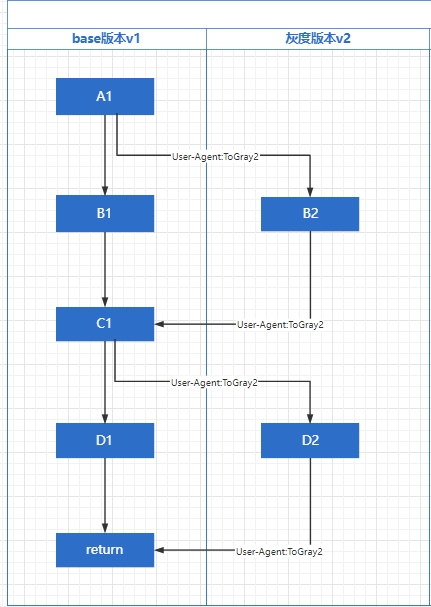 base版本v1
灰度版本v2
A1
User-Agent:ToGray2
B1
B2
C1
User-Agent:ToGray2
User-Agent:ToGray2
D1
D2
return
User-Agent:ToGray2